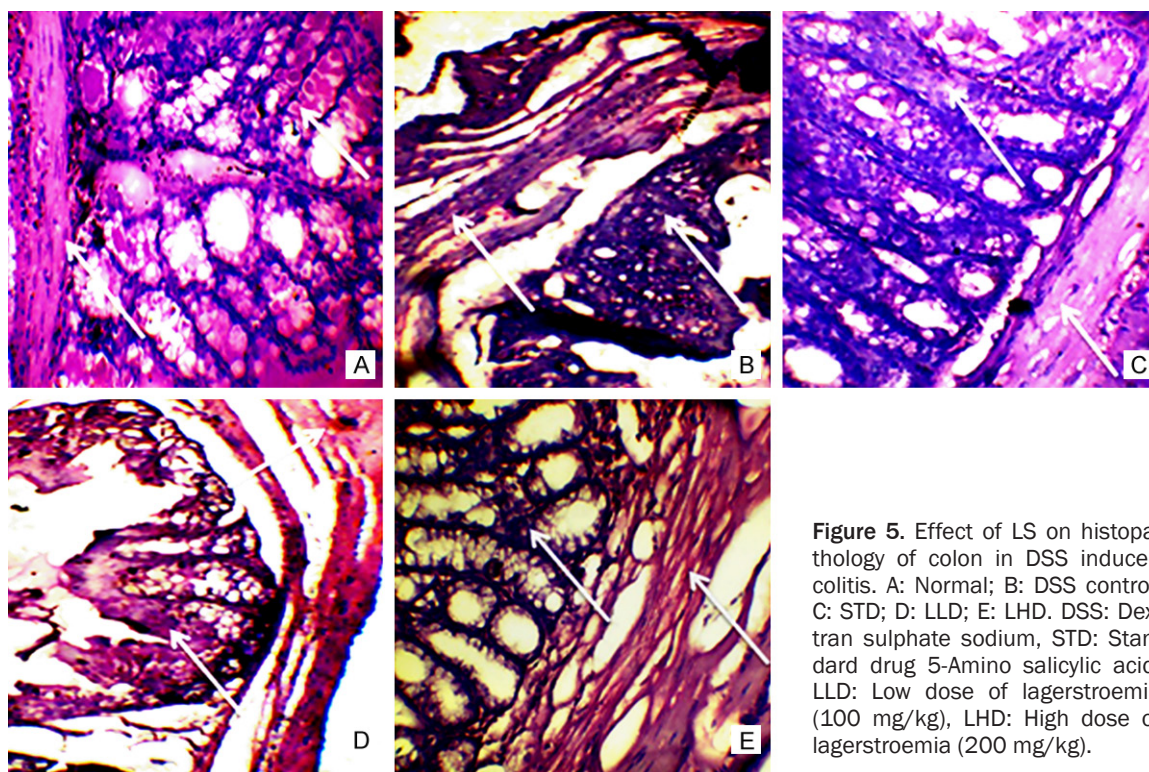 A
B
C
D
E
Figure 5. Effect of LS on histopa-
thology of colon in DSS induce
colitis. A: Normal; B: DSS contro
C: STD; D: LLD; E: LHD. DSS: Dex
tran sulphate sodium, STD: Stan
dard drug 5-Amino salicylic acid
LLD: Low dose of lagerstroemi
(100 mg/kg), LHD: High dose o
lagerstroemia (200 mg/kg).